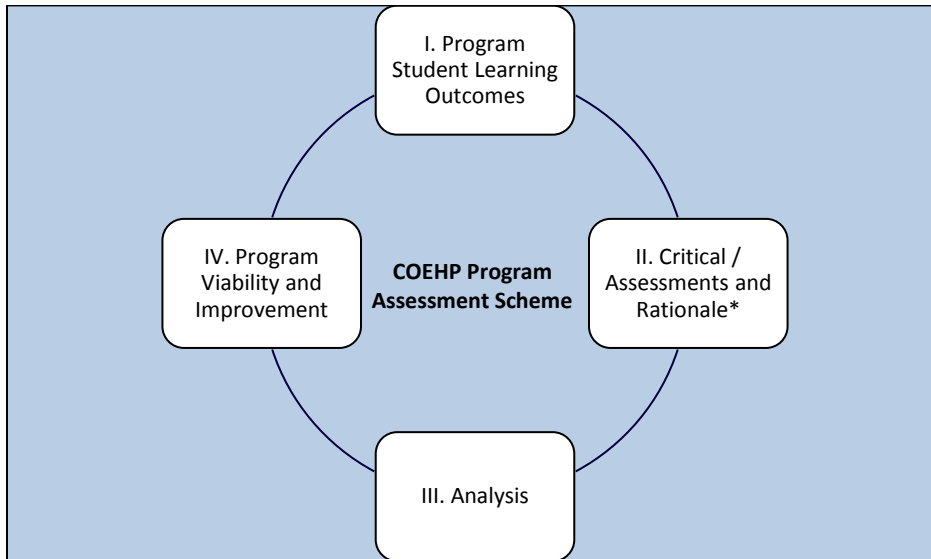 I. Program
Student Learning
Outcomes
IV. Program
Viability and
Improvement
COEHP Program
Assessment Scheme
II. Critical /
Assessments and
Rationale*
III. Analysis